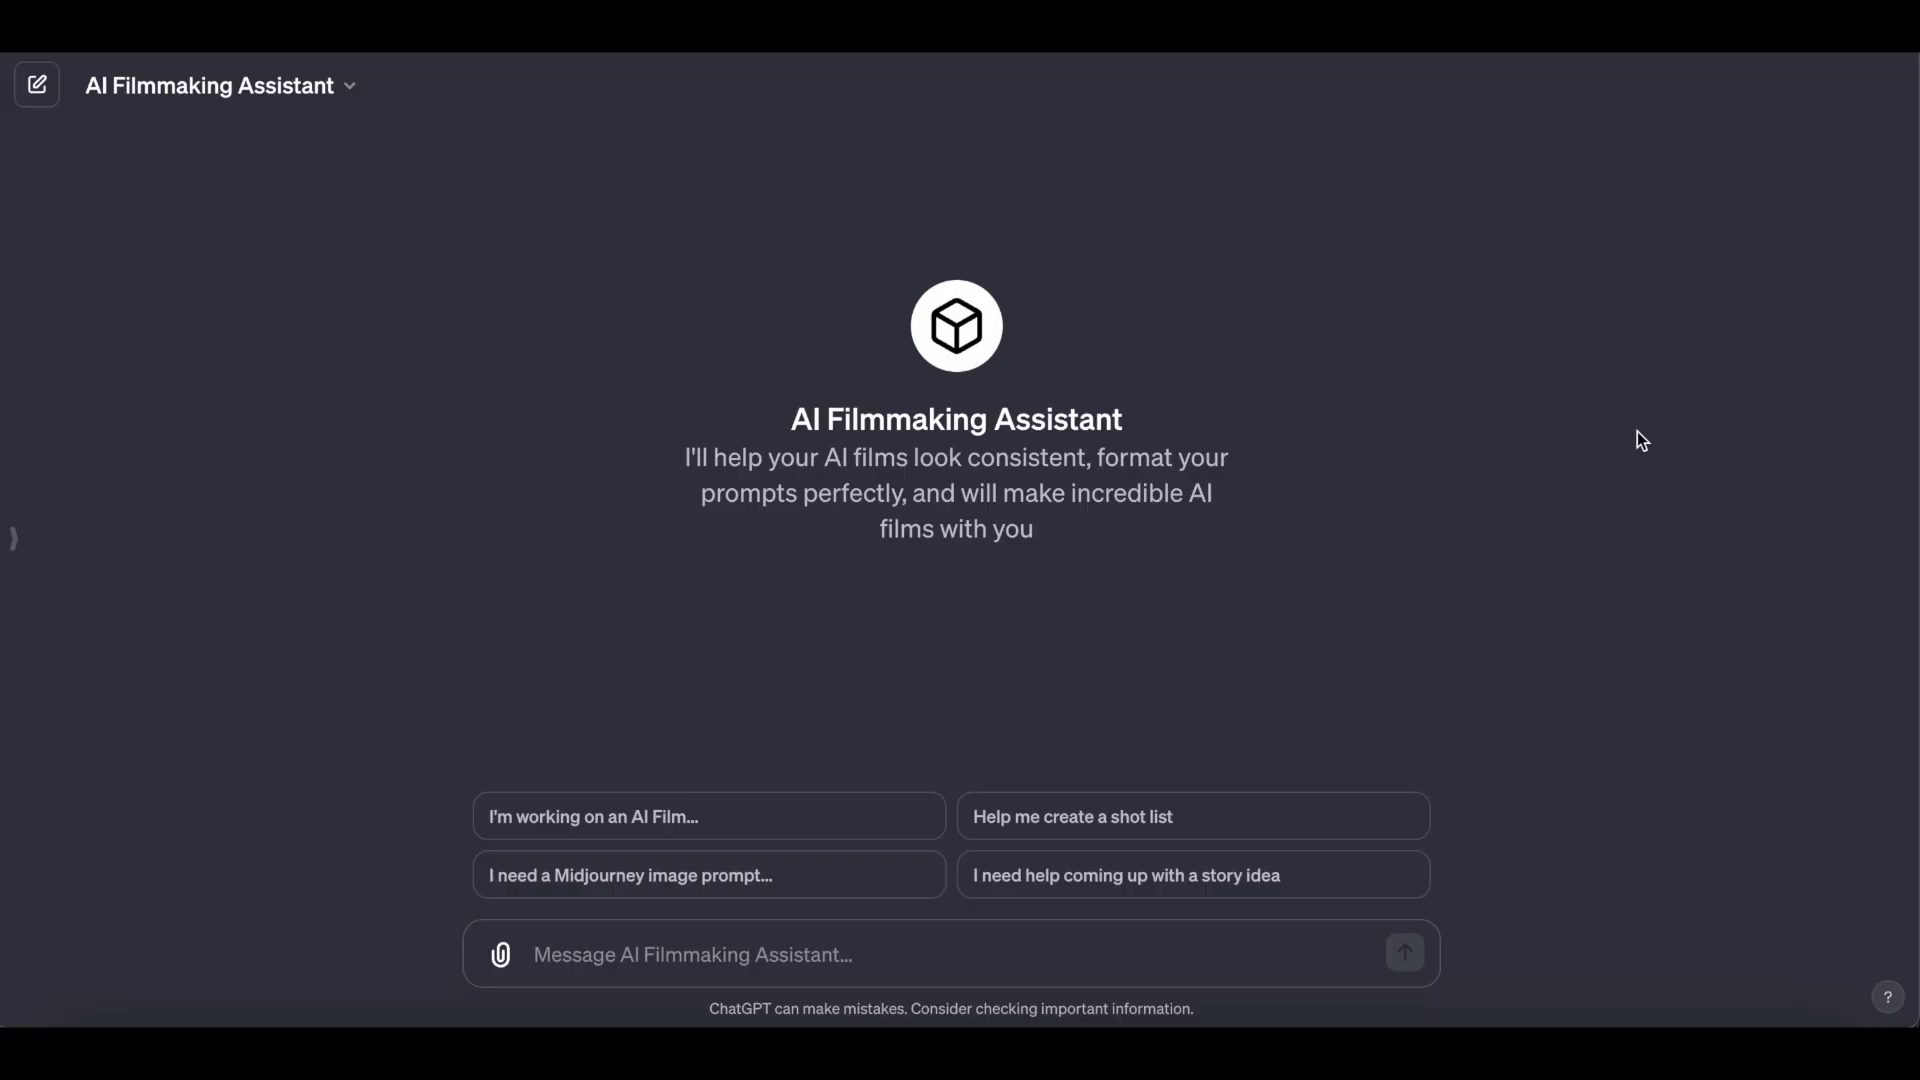 AI Filmmaking Assistant
AI Filmmaking Assistant
I'll help your AI films look consistent, format your
prompts perfectly, and will make incredible AI
films with you
I'm working on an AI Film...
Help me create a shot list
I need a Midjourney image prompt...
I need help coming up with a story idea
Message AI Filmmaking Assistant...
ChatGPT can make mistakes. Consider checking important information.
?